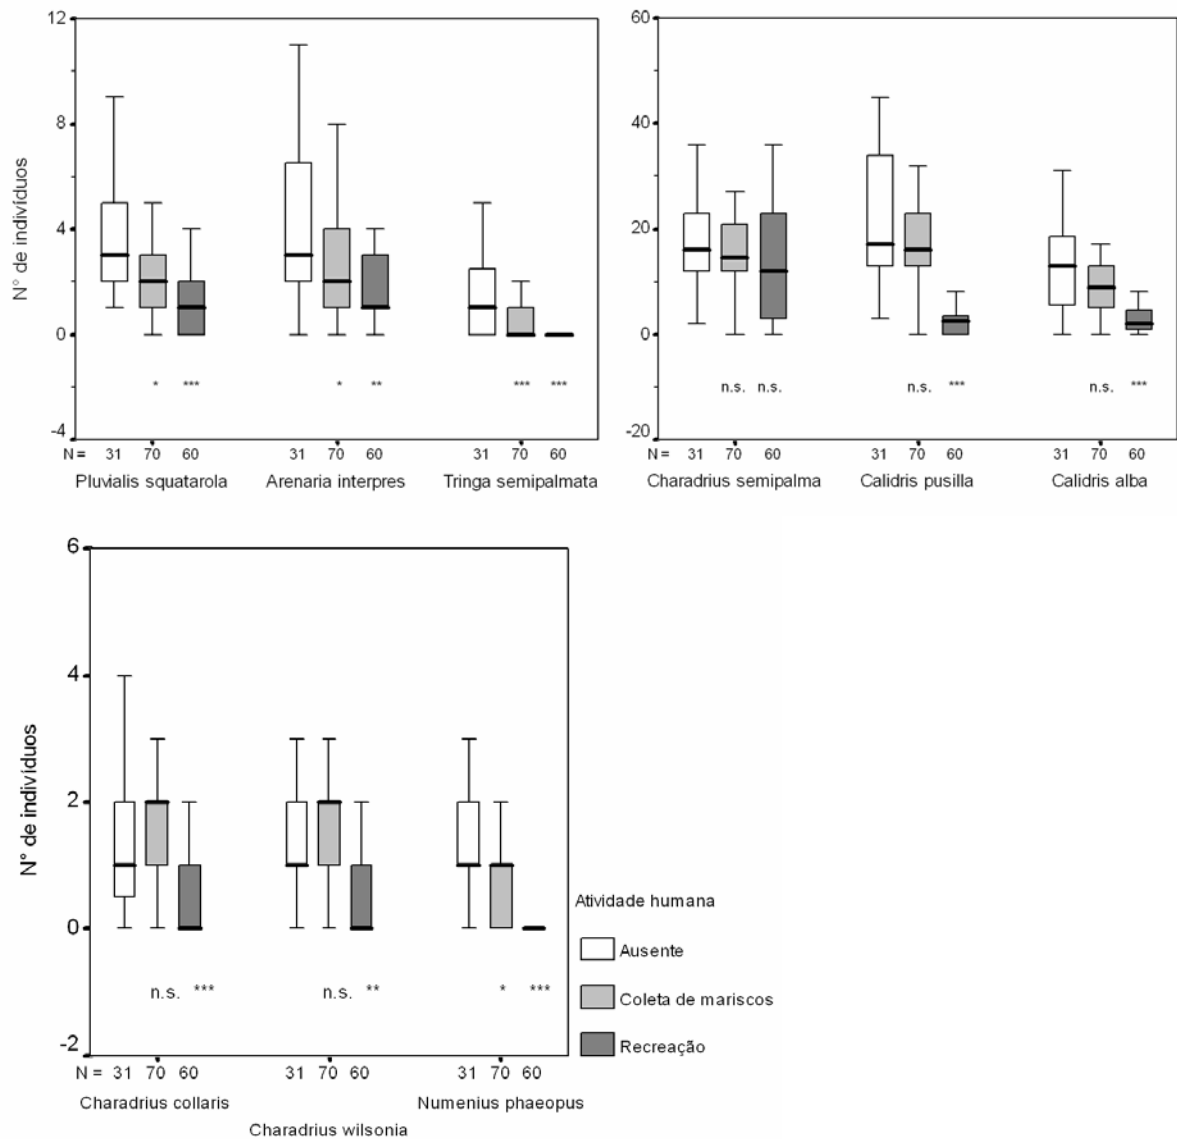 12
8
4
0
-4
N° de indivíduos
* *** * ** *** ***
N = 31 70 60 31 70 60 31 70 60
Pluvialis squatarola Arenaria interpres Tringa semipalmata
60
40
20
0
-20
n.s. n.s. n.s. *** n.s. ***
31 70 60 31 70 60 31 70 60
Charadrius semipalma Calidris pusilla Calidris alba
6
4
2
0
-2
N° de indivíduos
n.s. *** n.s. ** * ***
N = 31 70 60 31 70 60 31 70 60
Charadrius collaris Numenius phaeopus
Charadrius wilsonia
Atividade humana
Ausente
Coleta de mariscos
Recreação